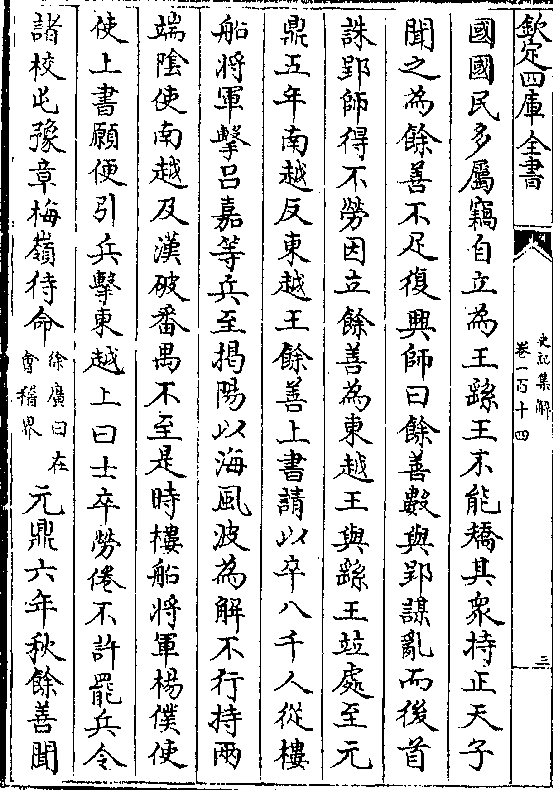 欽定四庫全書
史記集解
卷一百十四
三
國國民多屬竊自立為王繇王不能矯其衆持正天子
聞之為餘善不足復興師曰餘善數與郢謀亂而後首
誅郢師得不勞因立餘善為東越王與繇王竝處至元
鼎五年南越反東越王餘善上書請以卒八千人從樓
船將軍擊吕嘉等兵至揭陽以海風波為解不行持兩
端陰使南越及漢破番禺不至是時樓船將軍楊僕使
使上書願便引兵擊東越上曰士卒勞倦不許罷兵令
諸校屯豫章梅嶺待命徐廣曰在會稽界元鼎六年秋餘善聞